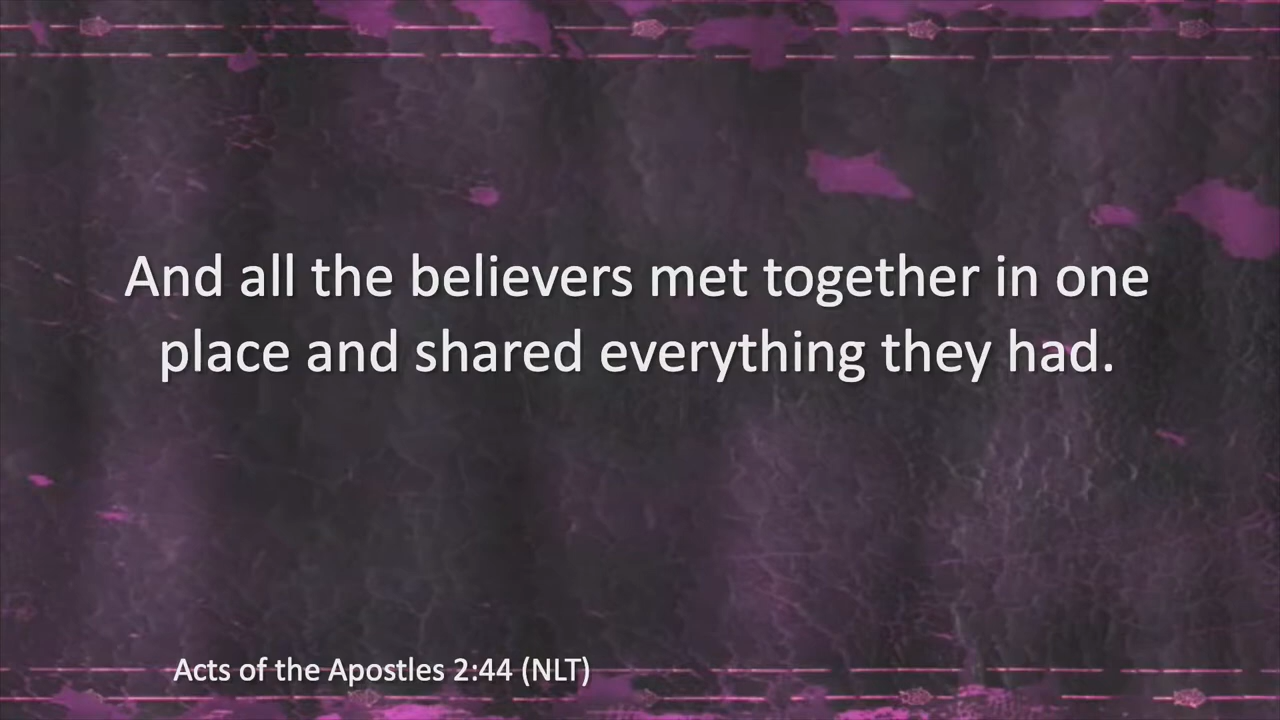 And all the believers met together in one
place and shared everything they had.
Acts of the Apostles 2:44 (NLT)